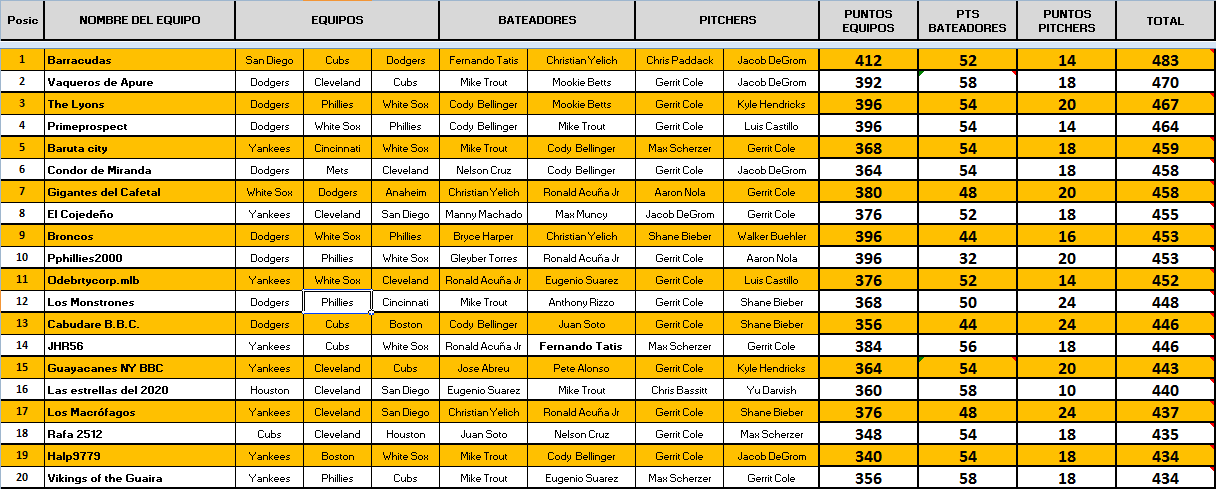 Posic NOMBRE DEL EQUIPO EQUIPOS BATEADORES PITCHERS PUNTOS EQUIPOS PTS BATEADORES PUNTOS PITCHERS TOTAL
1 Barracudas San Diego Cubs Dodgers Fernando Tatis Christian Yelich Chris Paddack Jacob DeGrom 412 52 14 483
2 Vaqueros de Apure Dodgers Cleveland Cubs Mike Trout Mookie Betts Gerrit Cole Jacob DeGrom 392 58 18 470
3 The Lyons Dodgers Phillies White Sox Cody Bellinger Mookie Betts Gerrit Cole Kyle Hendricks 396 54 20 467
4 Primeprospect Dodgers White Sox Phillies Cody Bellinger Mike Trout Gerrit Cole Luis Castillo 396 54 14 464
5 Baruta city Yankees Cincinnati White Sox Mike Trout Cody Bellinger Max Scherzer Gerrit Cole 368 54 18 459
6 Condor de Miranda Dodgers Mets Cleveland Nelson Cruz Cody Bellinger Gerrit Cole Jacob DeGrom 364 54 18 458
7 Gigantes del Cafetal White Sox Dodgers Anaheim Christian Yelich Ronald Acuña Jr Aaron Nola Gerrit Cole 380 48 20 458
8 El Cojedeño Yankees Cleveland San Diego Manny Machado Max Muncy Jacob DeGrom Gerrit Cole 376 52 18 455
9 Broncos Dodgers White Sox Phillies Bryce Harper Christian Yelich Shane Bieber Walker Buehler 396 44 16 453
10 Pphillies2000 Dodgers Phillies White Sox Gleyber Torres Ronald Acuña Jr Gerrit Cole Aaron Nola 396 32 20 453
11 Odebrtycorp.mlb Yankees White Sox Cleveland Ronald Acuña Jr Eugenio Suarez Gerrit Cole Luis Castillo 376 52 14 452
12 Los Monstrones Dodgers Phillies Cincinnati Mike Trout Anthony Rizzo Gerrit Cole Shane Bieber 368 50 24 448
13 Cabudare B.B.C. Dodgers Cubs Boston Cody Bellinger Juan Soto Gerrit Cole Shane Bieber 356 44 24 446
14 JHR56 Yankees Cubs White Sox Ronald Acuña Jr Fernando Tatis Max Scherzer Gerrit Cole 384 56 18 446
15 Guayacanes NY BBC Yankees Cleveland Cubs Jose Abreu Pete Alonso Gerrit Cole Kyle Hendricks 364 54 20 443
16 Las estrellas del 2020 Houston Cleveland San Diego Eugenio Suarez Mike Trout Chris Bassitt Yu Darvish 360 58 10 440
17 Los Macrófagos Yankees Cleveland San Diego Christian Yelich Ronald Acuña Jr Gerrit Cole Shane Bieber 376 48 24 437
18 Rafa 2512 Cubs Cleveland Houston Juan Soto Nelson Cruz Gerrit Cole Max Scherzer 348 54 18 435
19 Halp9779 Yankees Boston White Sox Mike Trout Cody Bellinger Gerrit Cole Jacob DeGrom 340 54 18 434
20 Vikings of the Guaira Yankees Phillies Cubs Mike Trout Eugenio Suarez Max Scherzer Gerrit Cole 356 58 18 434